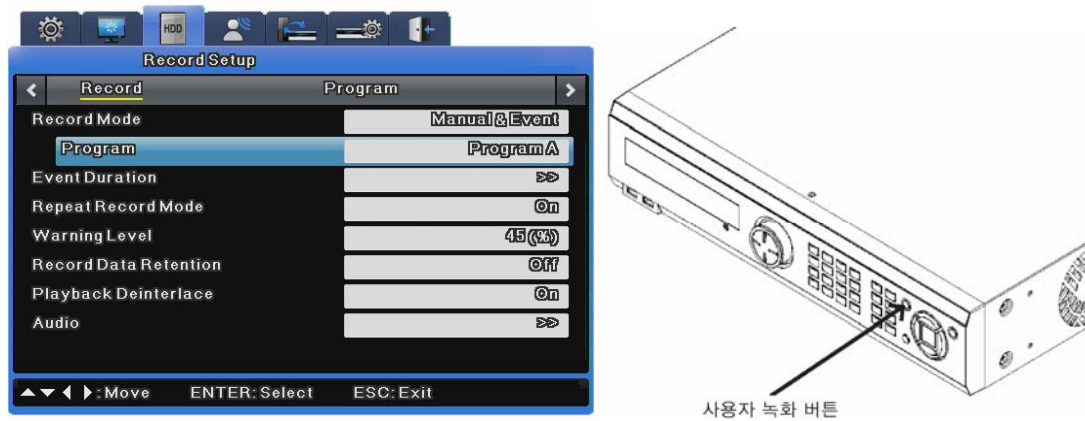 HDD
Record Setup
Record Program
Record Mode Manual & Event
Program Program A
Event Duration >>
Repeat Record Mode On
Warning Level 45 (%)
Record Data Retention Off
Playback Deinterlace On
Audio >>
:Move ENTER:Select ESC:Exit
사용자 녹화 버튼